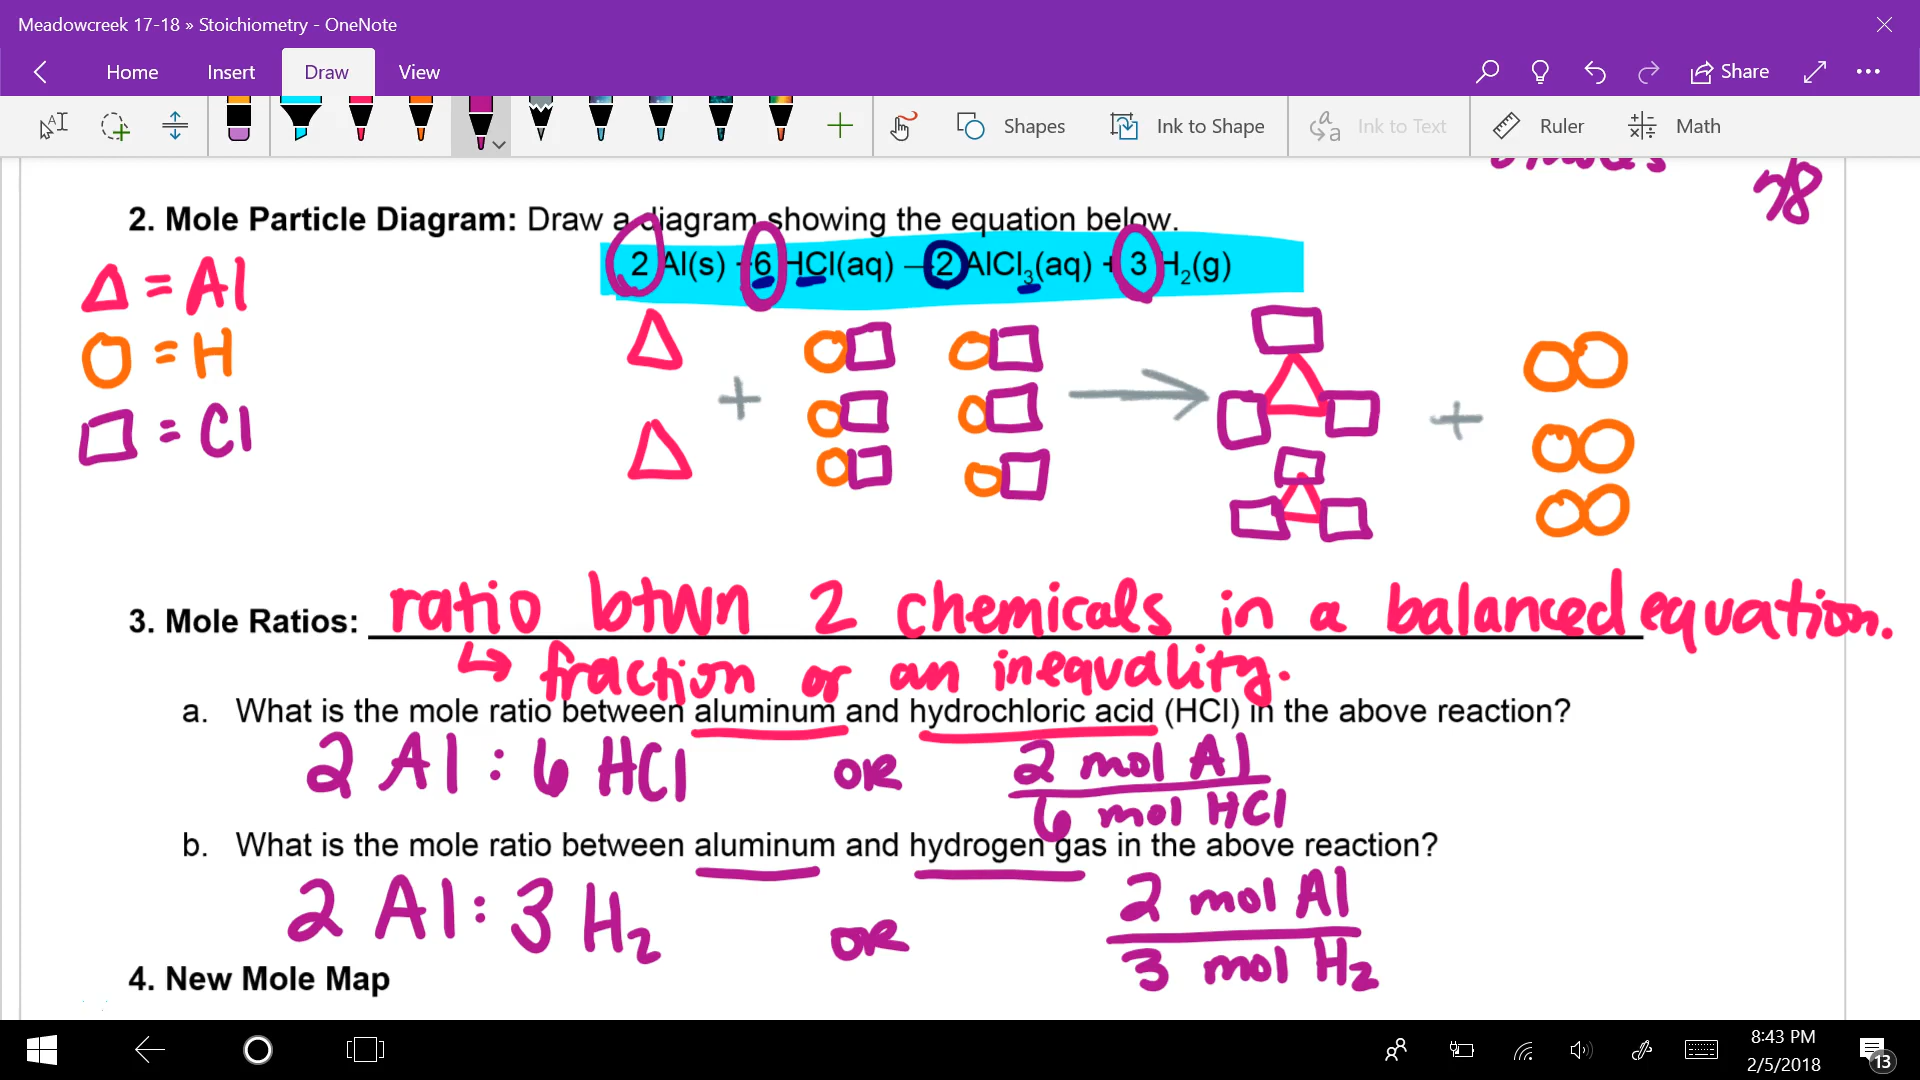 Meadowcreek 17-18 » Stoichiometry - OneNote
Home Insert Draw View Share
Shapes Ink to Shape Ink to Text Ruler Math
2. Mole Particle Diagram: Draw a diagram showing the equation below.
2 Al(s) + 6 HCl(aq) — 2 AlCl3(aq) + 3 H2(g)
Δ = Al
O = H
□ = Cl
+ → +
3. Mole Ratios: ratio btwn 2 chemicals in a balanced equation.
↳ fraction or an inequality.
a. What is the mole ratio between aluminum and hydrochloric acid (HCl) in the above reaction?
2 Al : 6 HCl OR 2 mol Al
6 mol HCl
b. What is the mole ratio between aluminum and hydrogen gas in the above reaction?
2 Al : 3 H2 OR 2 mol Al
3 mol H2
4. New Mole Map
8:43 PM
2/5/2018
13